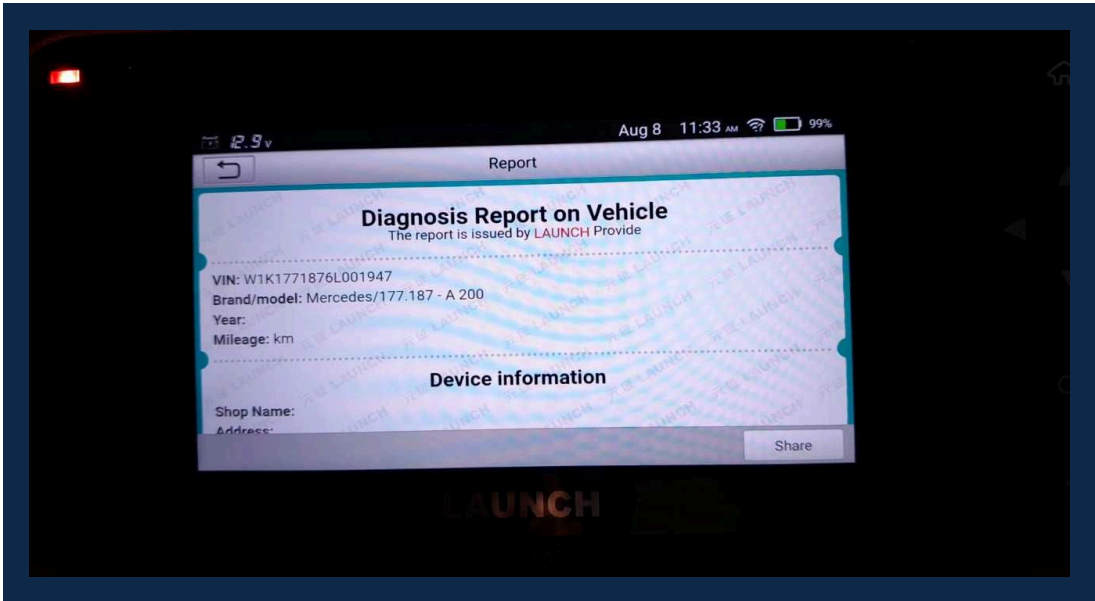 12.9 v
Aug 8 11:33 AM 99%
Report
Diagnosis Report on Vehicle
The report is issued by LAUNCH Provide
VIN: W1K1771876L001947
Brand/model: Mercedes/177.187 - A 200
Year:
Mileage: km
Device information
Shop Name:
Address:
Share
LAUNCH